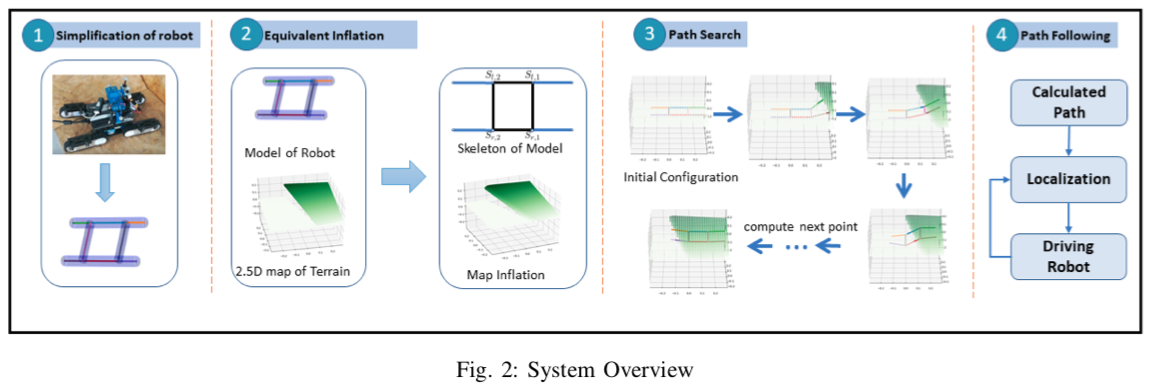 1 Simplification of robot
2 Equivalent Inflation
Model of Robot
2.5D map of Terrain
S_{l,2} S_{l,1}
S_{r,2} S_{r,1}
Skeleton of Model
Map Inflation
3 Path Search
Initial Configuration
compute next point
4 Path Following
Calculated
Path
Localization
Driving
Robot
Fig. 2: System Overview